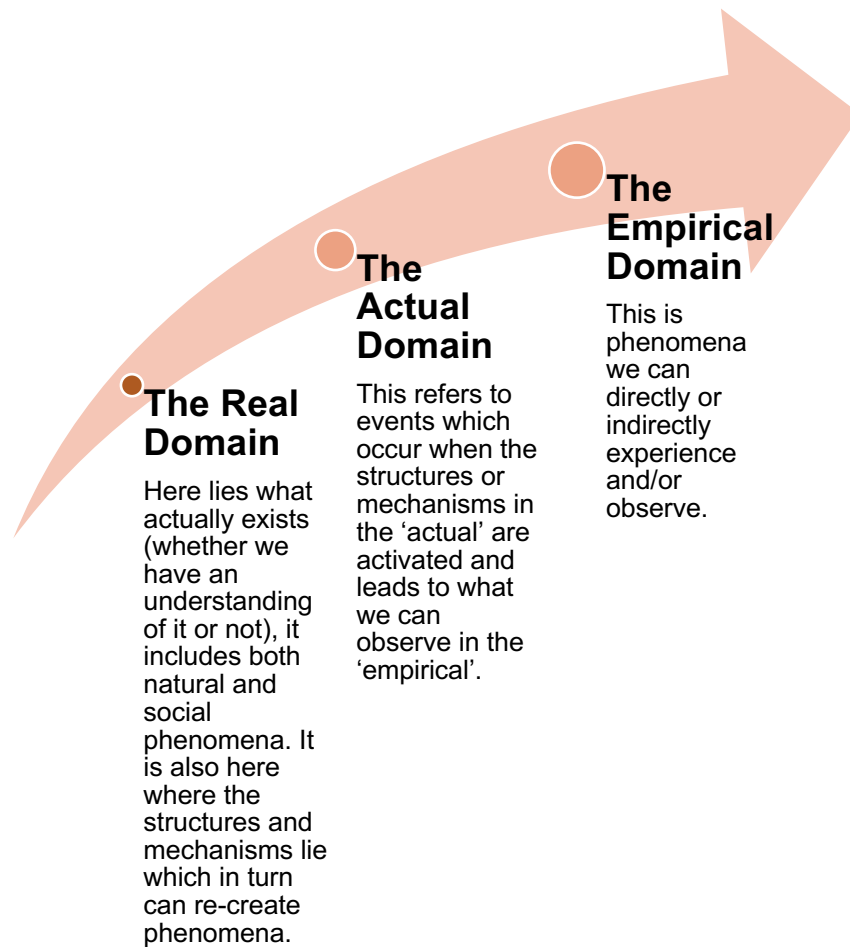 The Real
Domain
Here lies what
actually exists
(whether we
have an
understanding
of it or not), it
includes both
natural and
social
phenomena. It
is also here
where the
structures and
mechanisms lie
which in turn
can re-create
phenomena.
The
Actual
Domain
This refers to
events which
occur when the
structures or
mechanisms in
the ‘actual’ are
activated and
leads to what
we can
observe in the
‘empirical’.
The
Empirical
Domain
This is
phenomena
we can
directly or
indirectly
experience
and/or
observe.